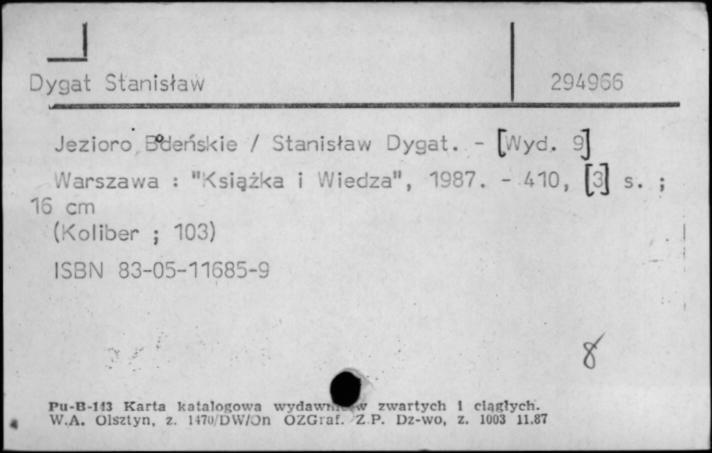 Dygat Stanisław 294966
Jezioro Bodeńskie / Stanisław Dygat. - [Wyd. 9]
Warszawa : "Książka i Wiedza", 1987. - 410, [3] s. ;
16 cm
(Koliber ; 103)
ISBN 83-05-11685-9
8
Pu-B-113 Karta katalogowa wydawnictw zwartych i ciągłych.
W.A. Olsztyn, z. 1470/DW/On OZGraf. Z.P. Dz-wo, z. 1003 11.87